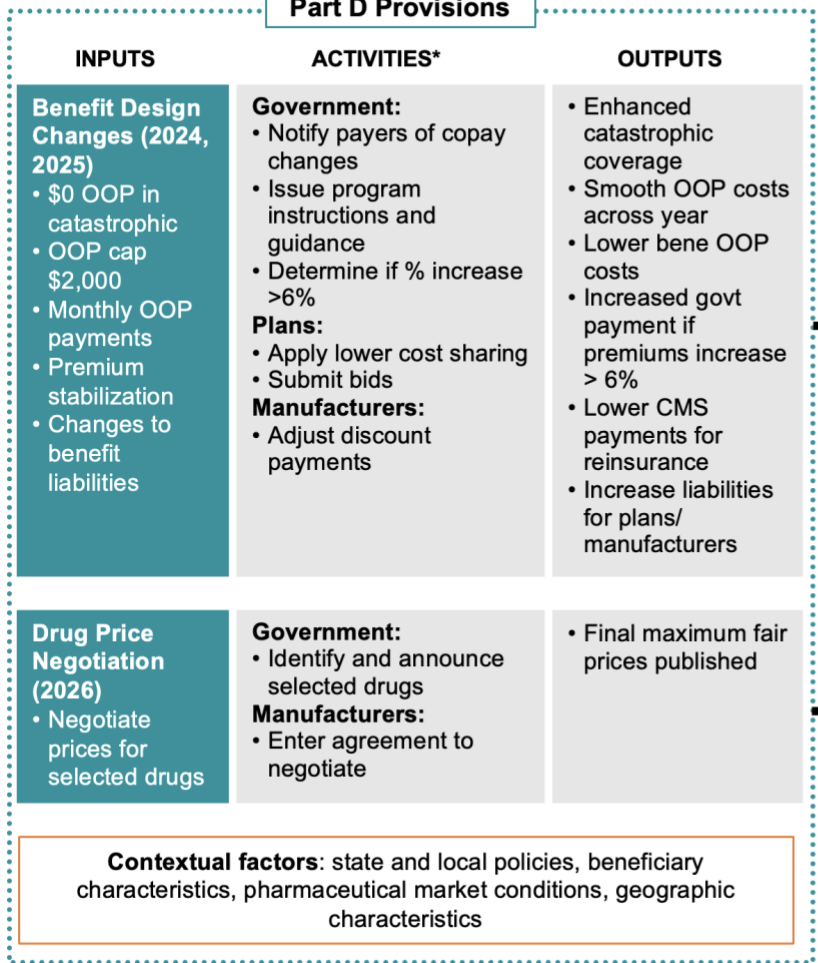 Part D Provisions
INPUTS
ACTIVITIES*
OUTPUTS
Benefit Design
Changes (2024,
2025)
• $0 OOP in
catastrophic
• OOP cap
$2,000
• Monthly OOP
payments
• Premium
stabilization
• Changes to
benefit
liabilities
Government:
• Notify payers of copay
changes
• Issue program
instructions and
guidance
• Determine if % increase
>6%
Plans:
• Apply lower cost sharing
• Submit bids
Manufacturers:
• Adjust discount
payments
• Enhanced
catastrophic
coverage
• Smooth OOP costs
across year
• Lower bene OOP
costs
• Increased govt
payment if
premiums increase
> 6%
• Lower CMS
payments for
reinsurance
• Increase liabilities
for plans/
manufacturers
Drug Price
Negotiation
(2026)
• Negotiate
prices for
selected drugs
Government:
• Identify and announce
selected drugs
Manufacturers:
• Enter agreement to
negotiate
• Final maximum fair
prices published
Contextual factors: state and local policies, beneficiary
characteristics, pharmaceutical market conditions, geographic
characteristics